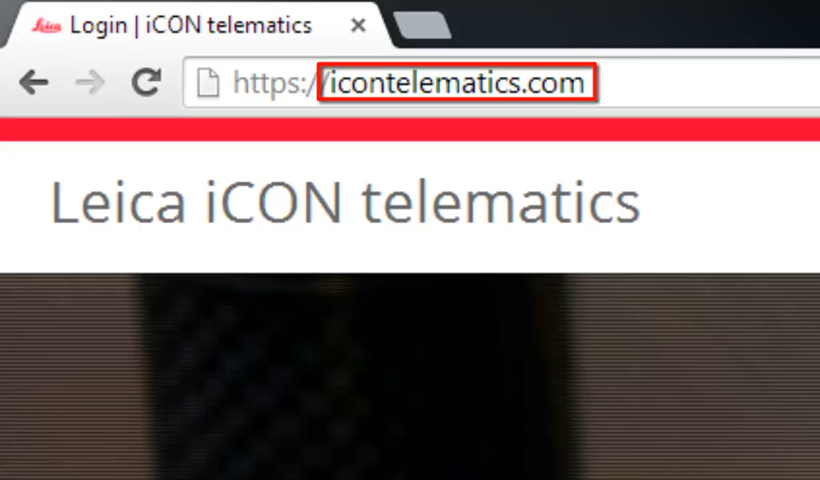 Leica Login | iCON telematics
https://icontelematics.com
Leica iCON telematics